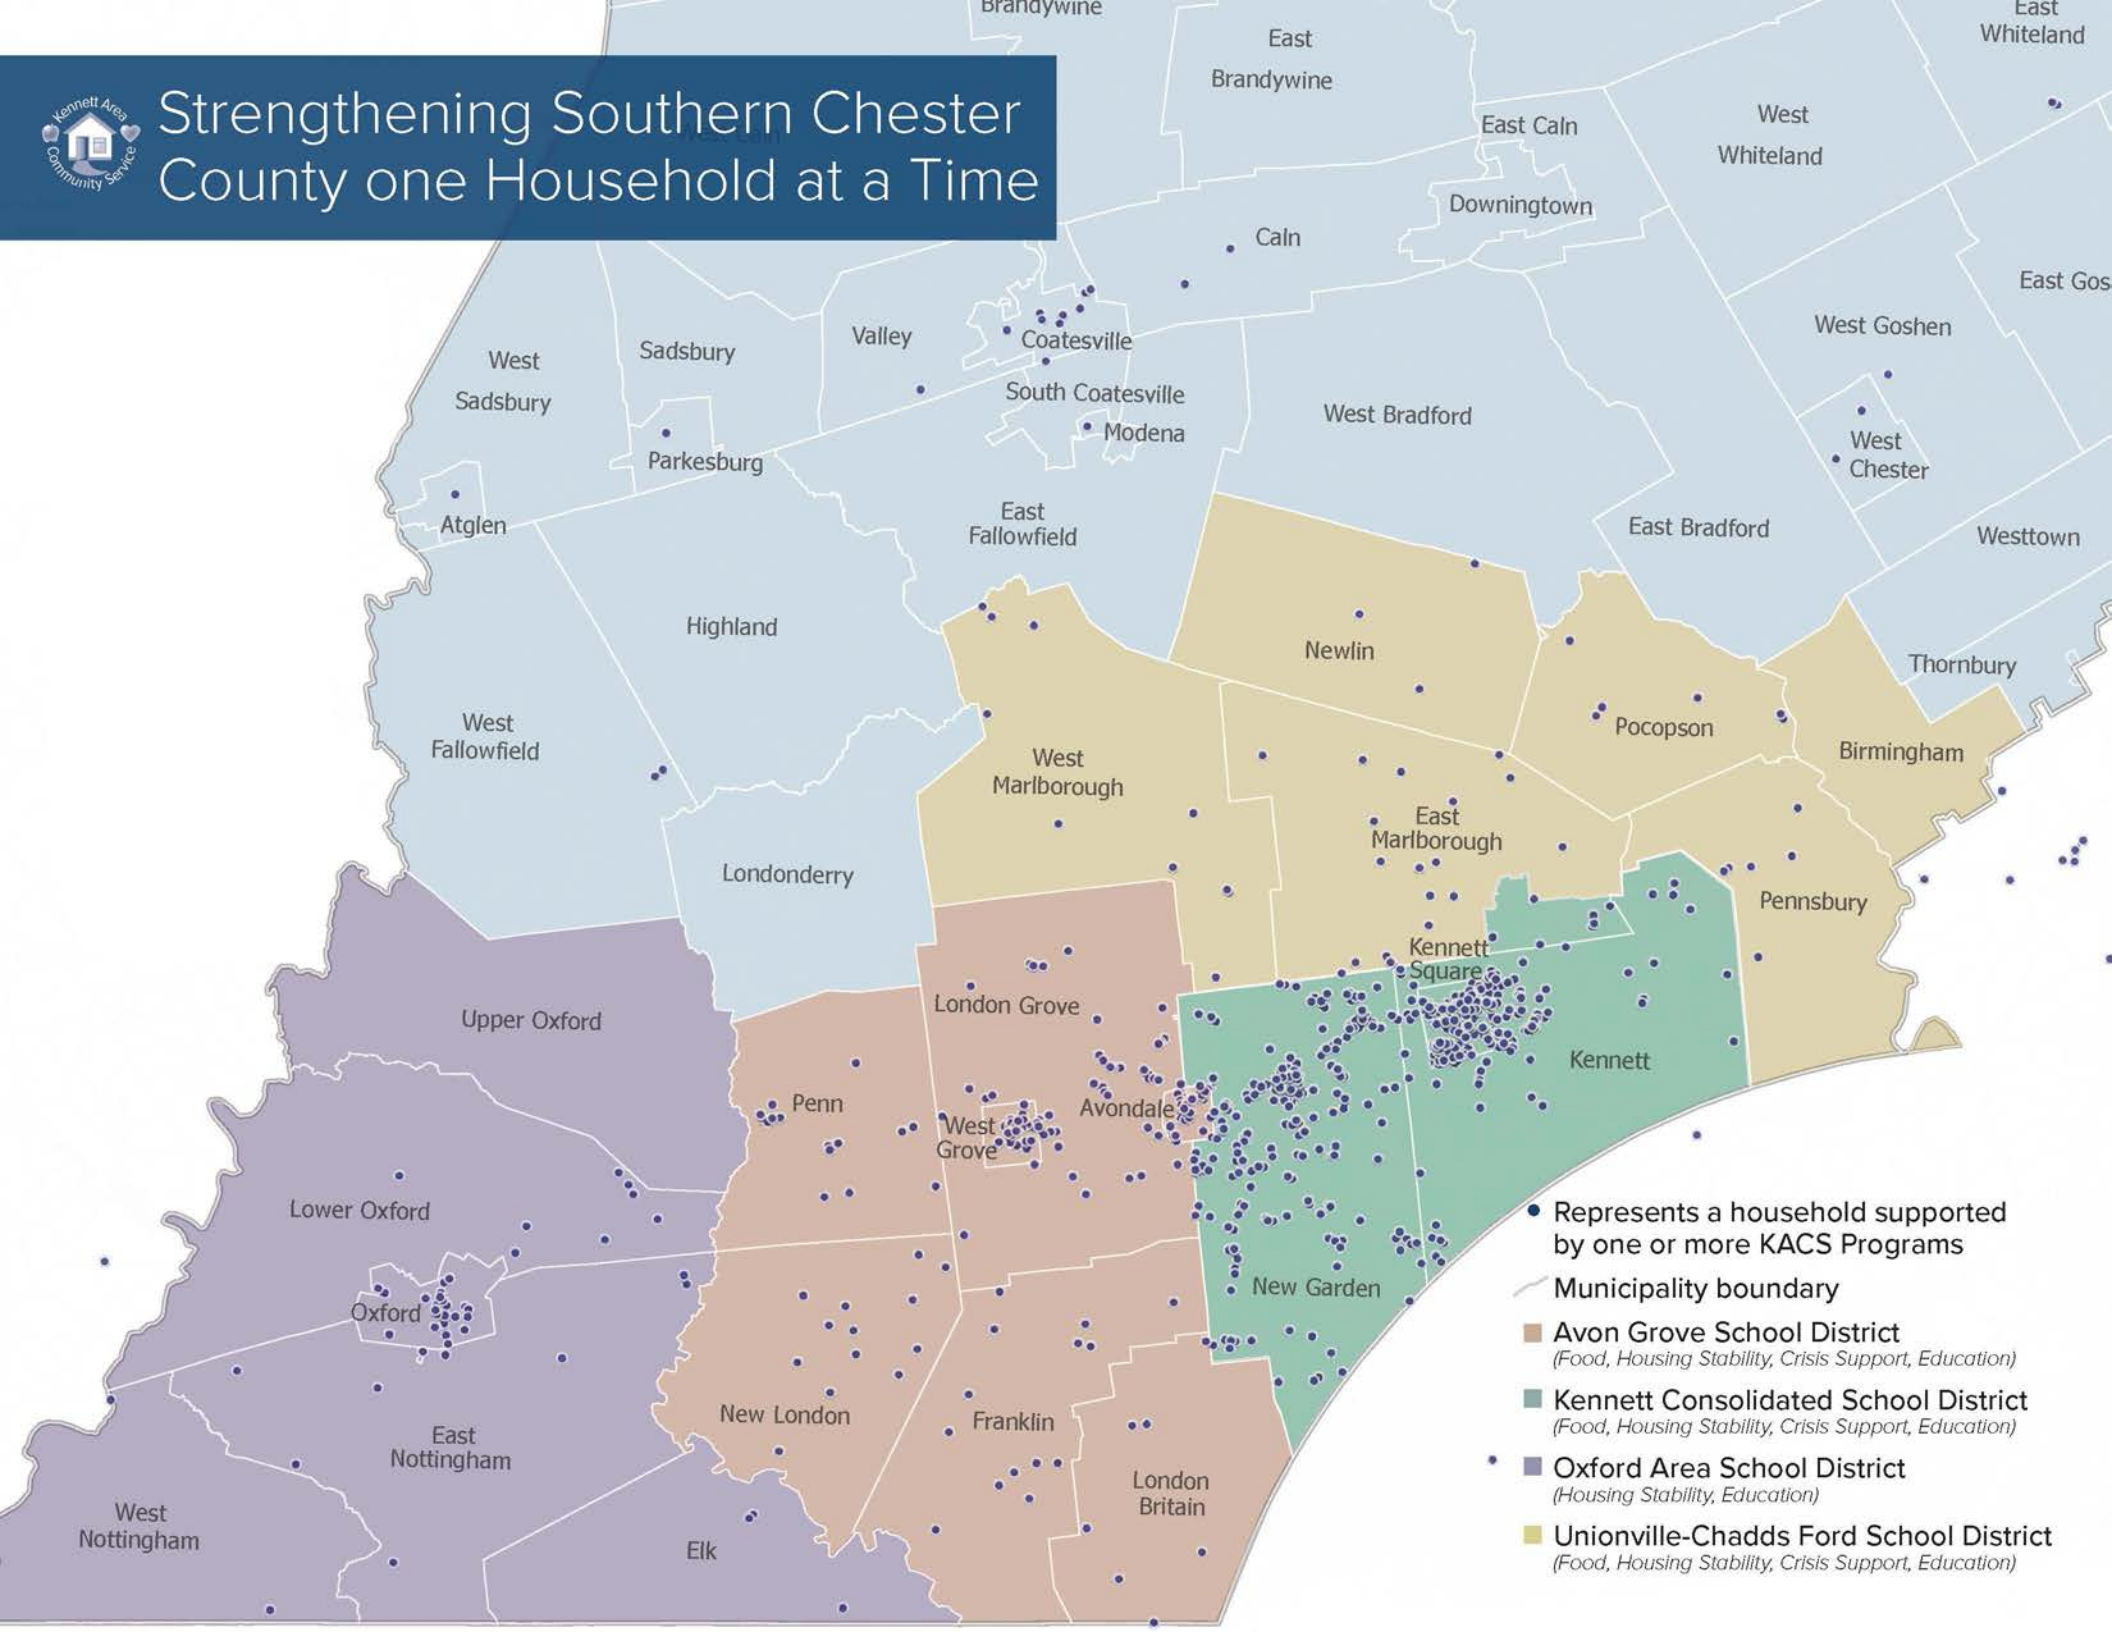 Brandywine
East
Whiteland
East
Brandywine
Kennett Area
Community Service
Strengthening Southern Chester
County one Household at a Time
East Caln
West
Whiteland
Downingtown
Caln
East Gos
West Goshen
Valley
Coatesville
Sadsbury
West
Sadsbury
South Coatesville
Modena
West Bradford
West
Chester
Parkesburg
Atglen
East
Fallowfield
East Bradford
Westtown
Highland
Newlin
Thornbury
West
Fallowfield
Pocopson
Birmingham
West
Marlborough
East
Marlborough
Londonderry
Pennsbury
Kennett
Square
London Grove
Upper Oxford
Kennett
Penn
Avondale
West
Grove
Lower Oxford
Oxford
New Garden
New London
Franklin
East
Nottingham
London
Britain
West
Nottingham
Elk
Represents a household supported
by one or more KACS Programs
Municipality boundary
Avon Grove School District
(Food, Housing Stability, Crisis Support, Education)
Kennett Consolidated School District
(Food, Housing Stability, Crisis Support, Education)
Oxford Area School District
(Housing Stability, Education)
Unionville-Chadds Ford School District
(Food, Housing Stability, Crisis Support, Education)